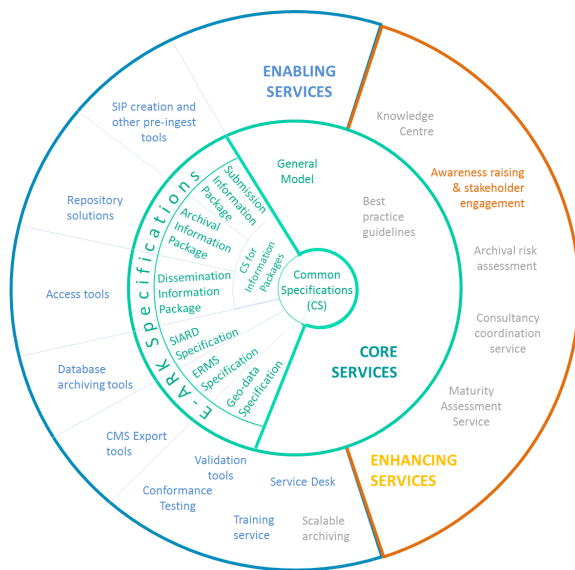 ENABLING
SERVICES
SIP creation and
other pre-ingest
tools
Knowledge
Centre
General
Model
Awareness raising
& stakeholder
engagement
Best
practice
guidelines
Repository
solutions
E-ARK Specifications
Submission
Information
Package
Archival
Information
Package
CS for
Information
Packages
Archival risk
assessment
Dissemination
Information
Package
Common
Specifications
(CS)
Access tools
Consultancy
coordination
service
SIARD
Specification
ERMS
Specification
Geo-data
Specification
CORE
SERVICES
Database
archiving tools
Maturity
Assessment
Service
CMS Export
tools
Validation
tools
ENHANCING
SERVICES
Conformance
Testing
Service Desk
Training
service
Scalable
archiving